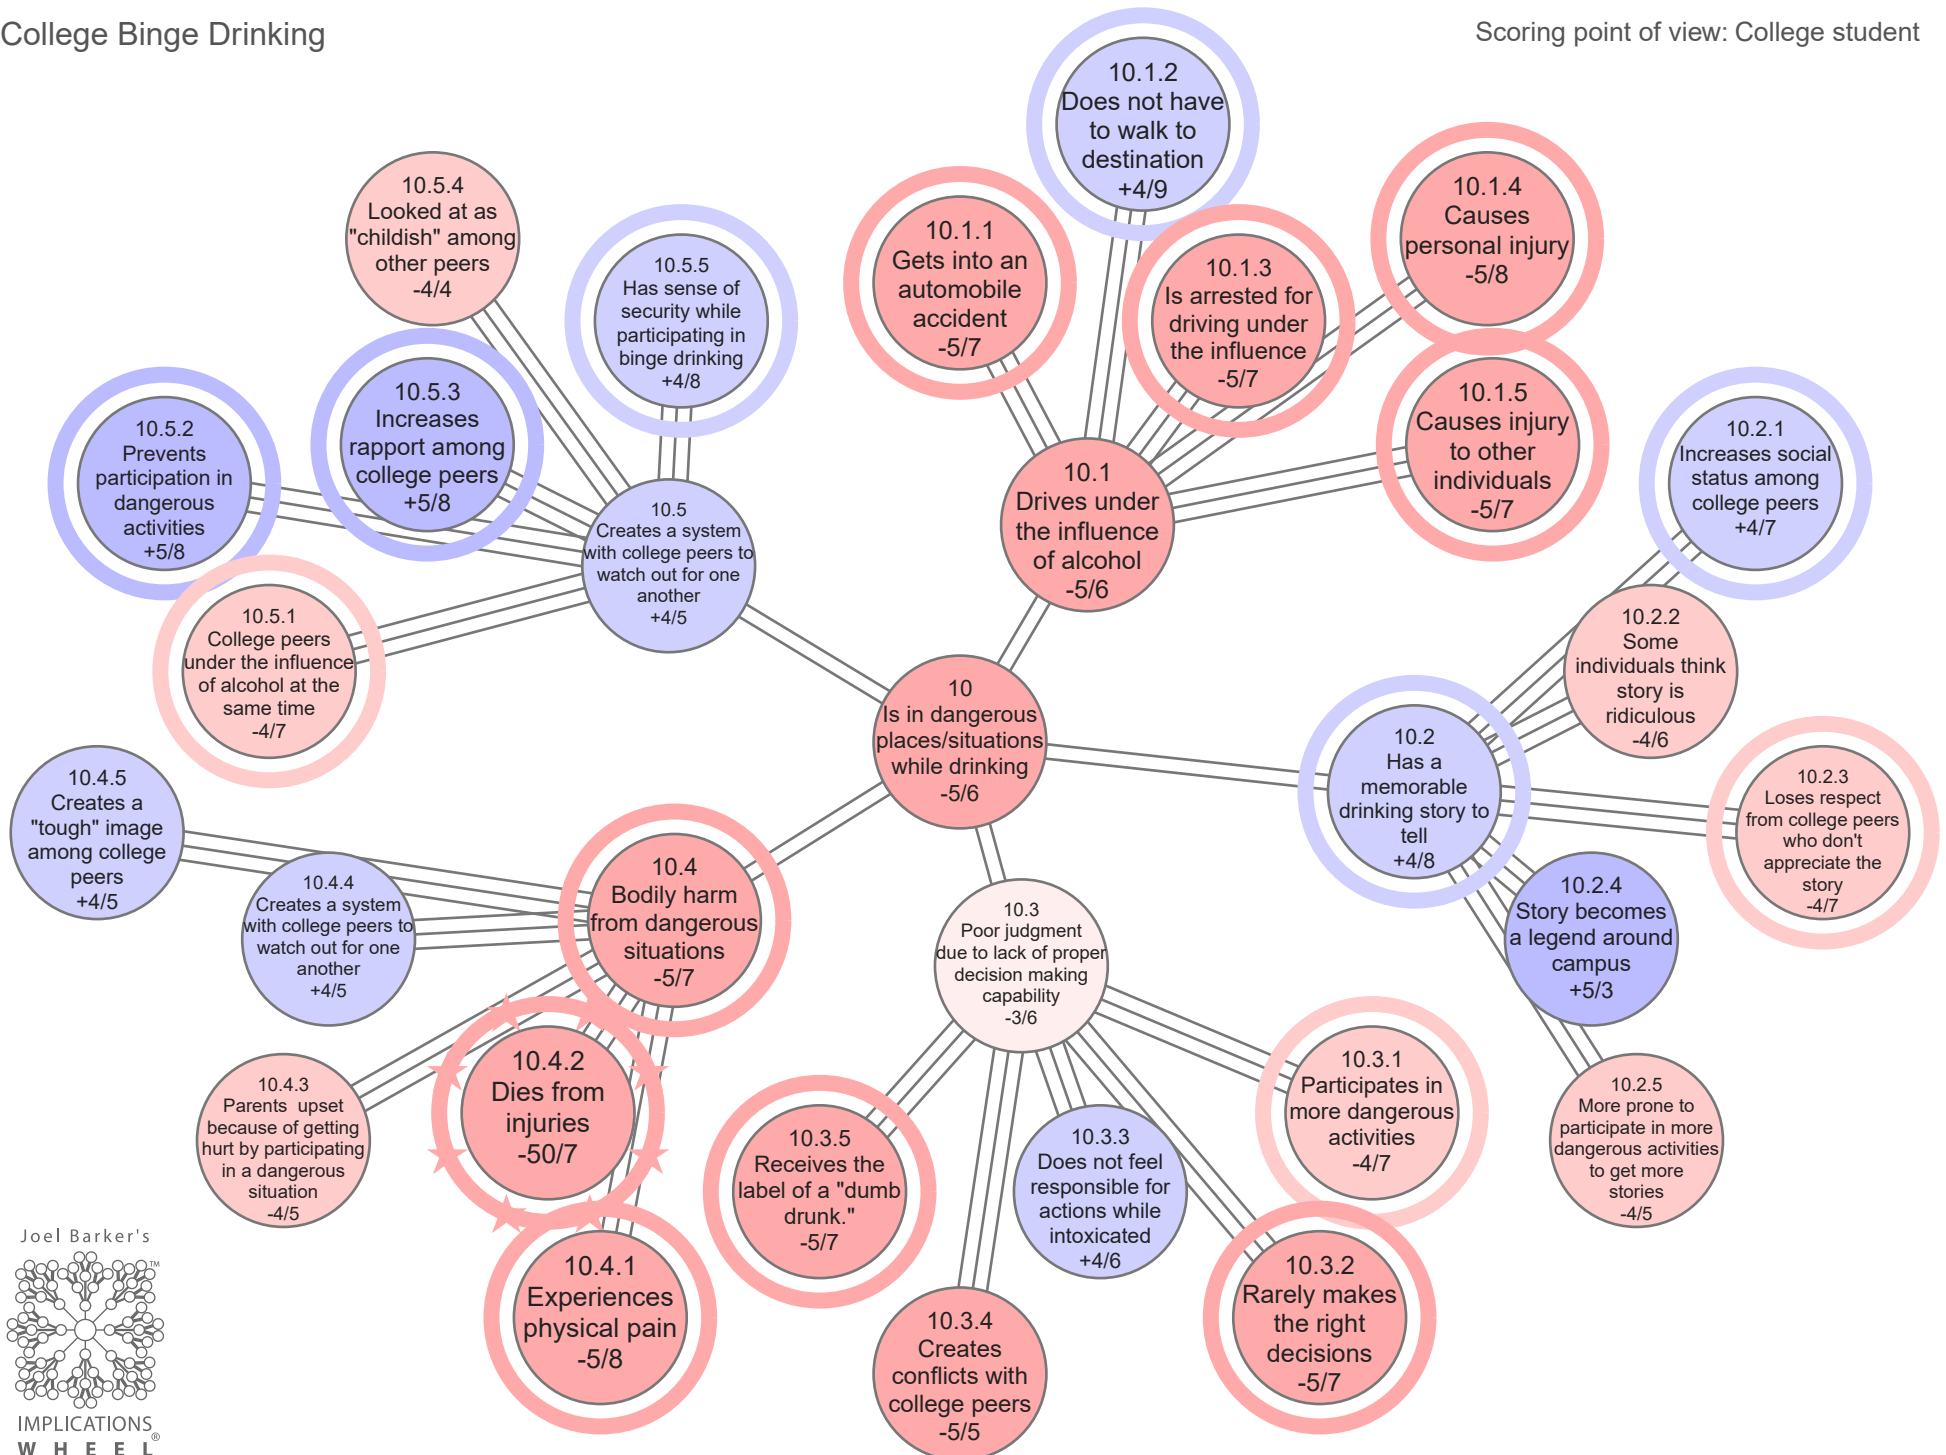 College Binge Drinking
Scoring point of view: College student
10.1.2
Does not have
to walk to
destination
+4/9
10.5.4
Looked at as
"childish" among
other peers
-4/4
10.1.4
Causes
personal injury
-5/8
10.1.1
Gets into an
automobile
accident
-5/7
10.5.5
Has sense of
security while
participating in
binge drinking
+4/8
10.1.3
Is arrested for
driving under
the influence
-5/7
10.5.3
Increases
rapport among
college peers
+5/8
10.1.5
Causes injury
to other
individuals
-5/7
10.5.2
Prevents
participation in
dangerous
activities
+5/8
10.2.1
Increases social
status among
college peers
+4/7
10.1
Drives under
the influence
of alcohol
-5/6
10.5
Creates a system
with college peers to
watch out for one
another
+4/5
10.5.1
College peers
under the influence
of alcohol at the
same time
-4/7
10.2.2
Some
individuals think
story is
ridiculous
-4/6
10
Is in dangerous
places/situations
while drinking
-5/6
10.2
Has a
memorable
drinking story to
tell
+4/8
10.2.3
Loses respect
from college peers
who don't
appreciate the
story
-4/7
10.4.5
Creates a
"tough" image
among college
peers
+4/5
10.4
Bodily harm
from dangerous
situations
-5/7
10.4.4
Creates a system
with college peers to
watch out for one
another
+4/5
10.2.4
Story becomes
a legend around
campus
+5/3
10.3
Poor judgment
due to lack of proper
decision making
capability
-3/6
10.4.2
Dies from
injuries
-50/7
10.3.1
Participates in
more dangerous
activities
-4/7
10.4.3
Parents  upset
because of getting
hurt by participating
in a dangerous
situation
-4/5
10.2.5
More prone to
participate in more
dangerous activities
to get more
stories
-4/5
10.3.5
Receives the
label of a "dumb
drunk."
-5/7
10.3.3
Does not feel
responsible for
actions while
intoxicated
+4/6
10.4.1
Experiences
physical pain
-5/8
10.3.2
Rarely makes
the right
decisions
-5/7
10.3.4
Creates
conflicts with
college peers
-5/5
Joel Barker's
TM
IMPLICATIONS
W H E E L ®